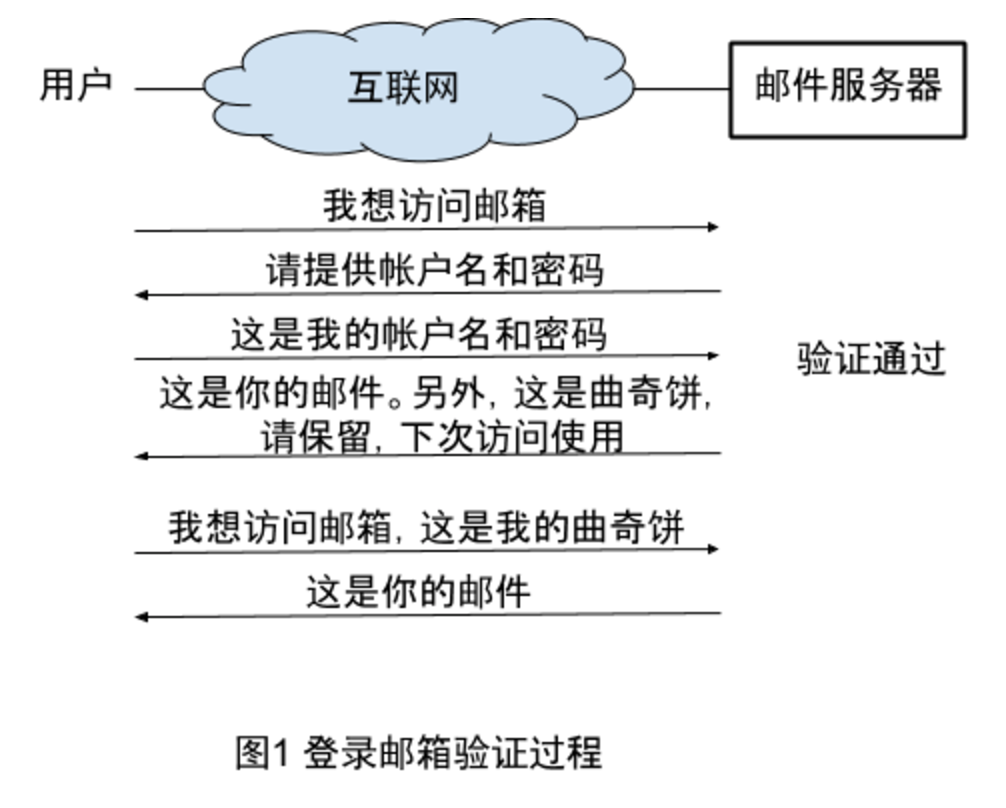 用户
互联网
邮件服务器
我想访问邮箱
请提供帐户名和密码
这是我的帐户名和密码
验证通过
这是你的邮件。另外，这是曲奇饼，
请保留，下次访问使用
我想访问邮箱，这是我的曲奇饼
这是你的邮件
图1 登录邮箱验证过程